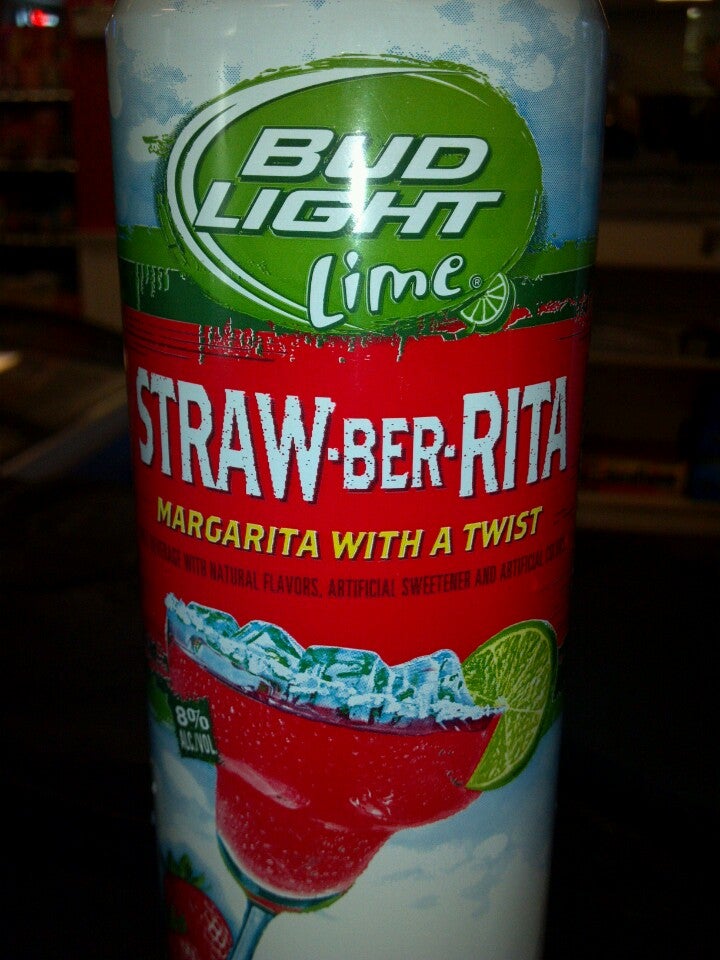 BUD
LIGHT
Lime®
STRAW-BER-RITA
MARGARITA WITH A TWIST
BEVERAGE WITH NATURAL FLAVORS, ARTIFICIAL SWEETENER AND ARTIFICIAL
8%
ALC/VOL